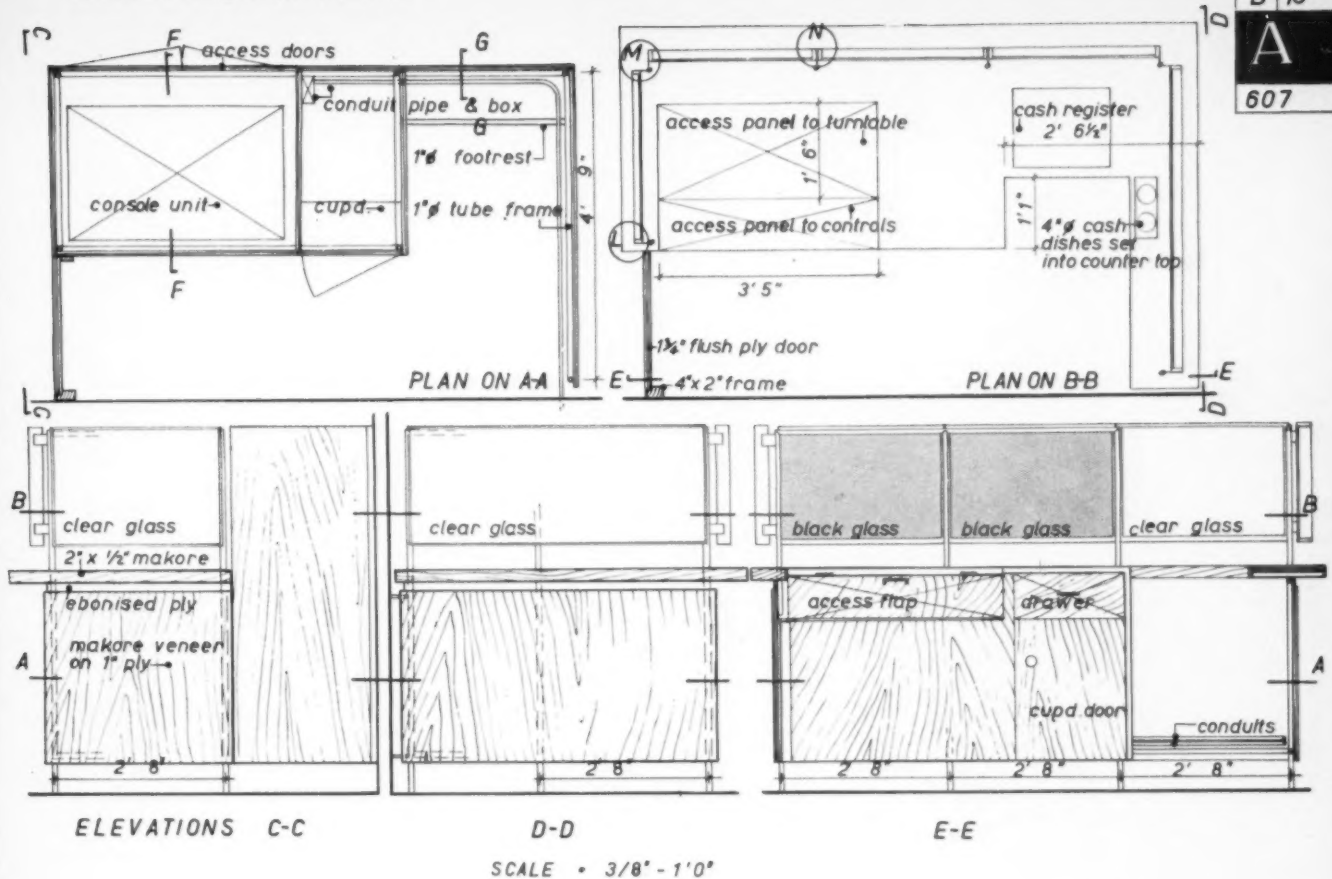 C
F
access doors
G
conduit pipe & box
G
1"ø footrest
console unit
cupd.
1"ø tube frame
4' 9"
F
PLAN ON A-A
C
D
M
N
A
607
cash register
2' 6½"
access panel to turntable
1' 6"
access panel to controls
1'1"
4"ø cash
dishes set
into counter top
L
3' 5"
1¾" flush ply door
E
4"x 2" frame
PLAN ON B-B
E
D
B
clear glass
clear glass
black glass
black glass
clear glass
B
2" x ½" makore
ebonised ply
access flap
drawer
makore veneer
on 1" ply
A
A
cupd. door
conduits
2' 8"
2' 8"
2' 8"
2' 8"
2' 8"
ELEVATIONS C-C
D-D
E-E
SCALE • 3/8" - 1'0"